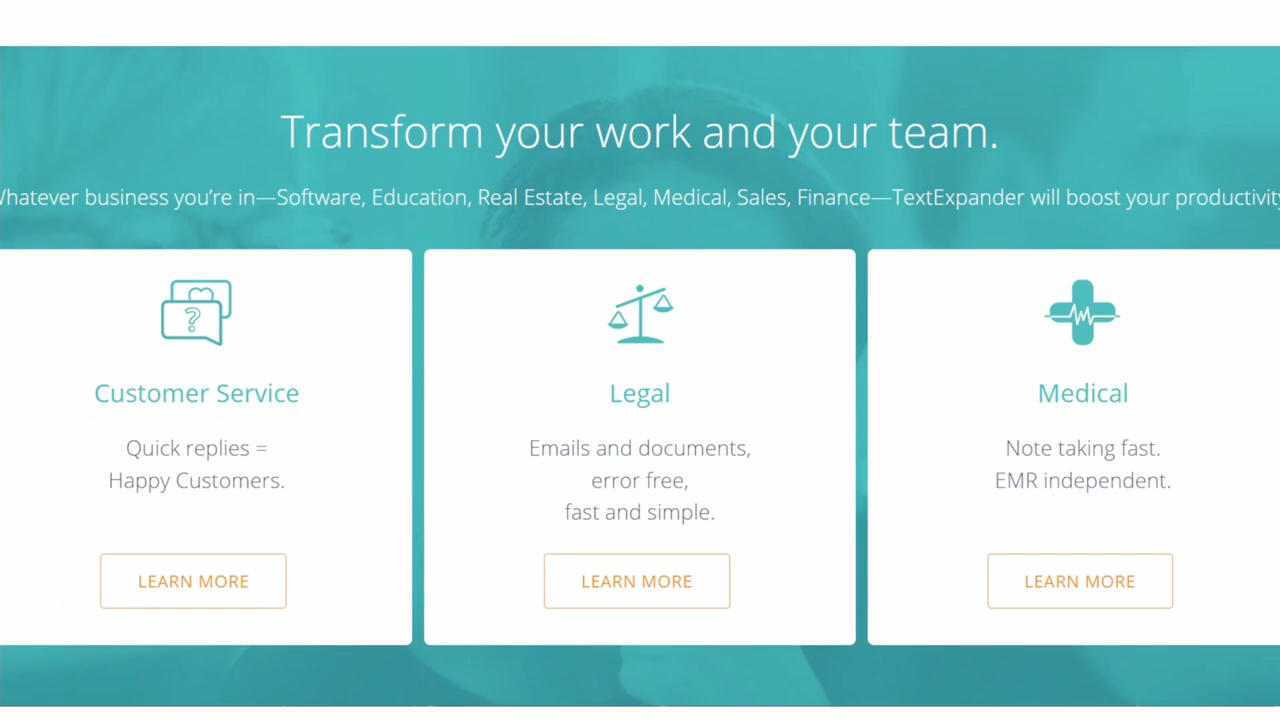 Transform your work and your team.
Whatever business you’re in—Software, Education, Real Estate, Legal, Medical, Sales, Finance—TextExpander will boost your productivity
?
Customer Service
Quick replies =
Happy Customers.
LEARN MORE
Legal
Emails and documents,
error free,
fast and simple.
LEARN MORE
Medical
Note taking fast.
EMR independent.
LEARN MORE